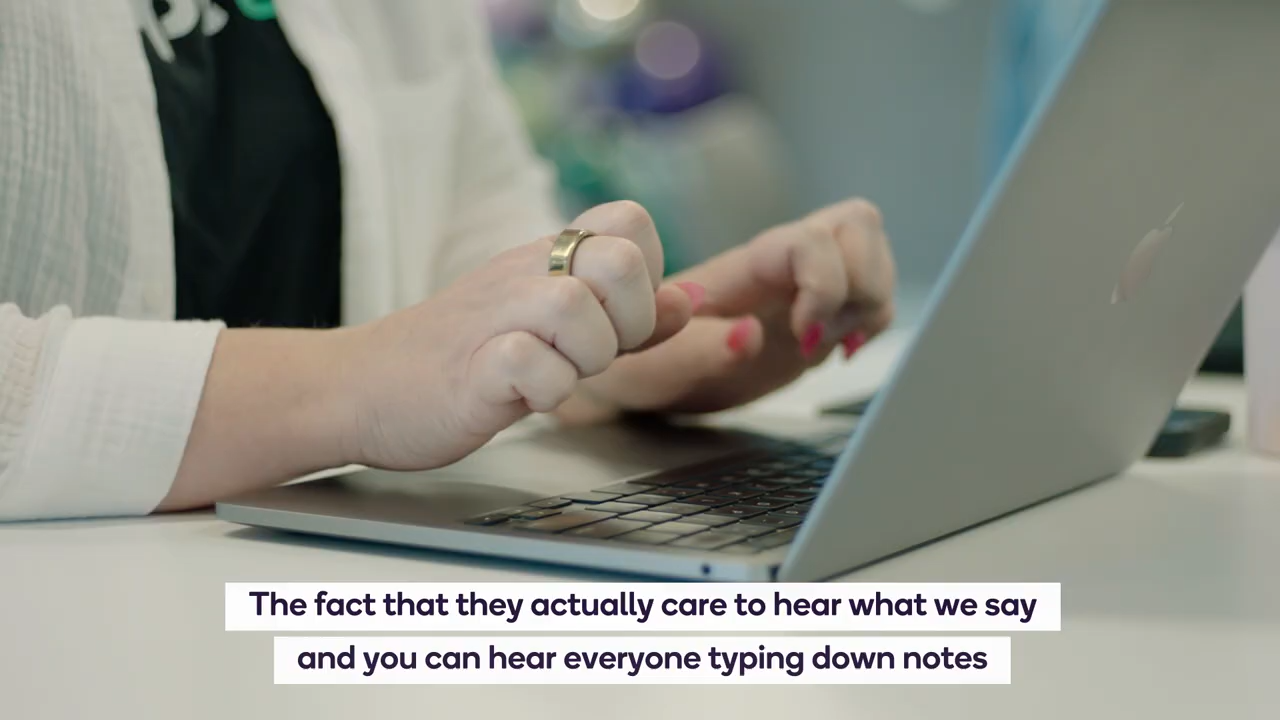 The fact that they actually care to hear what we say
and you can hear everyone typing down notes